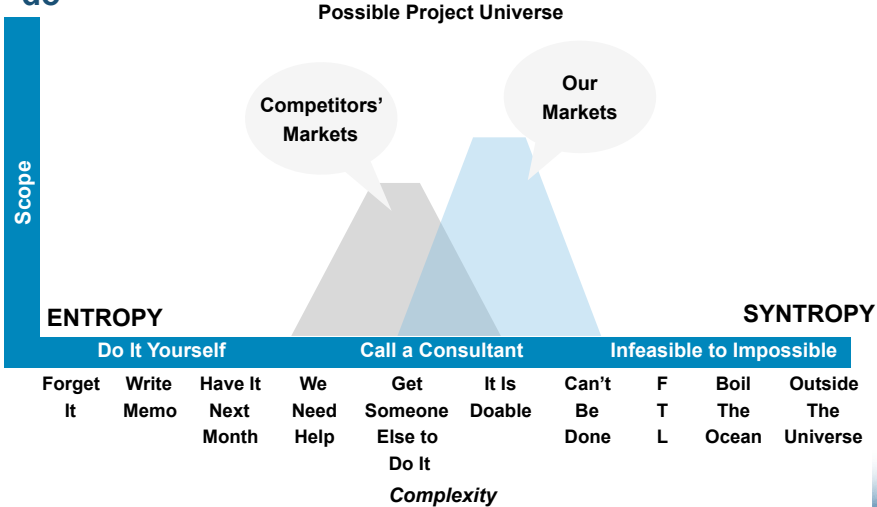 do
Possible Project Universe
Competitors’
Markets
Our
Markets
Scope
ENTROPY
SYNTROPY
Do It Yourself
Call a Consultant
Infeasible to Impossible
Forget
It
Write
Memo
Have It
Next
Month
We
Need
Help
Get
Someone
Else to
Do It
It Is
Doable
Can’t
Be
Done
F
T
L
Boil
The
Ocean
Outside
The
Universe
Complexity